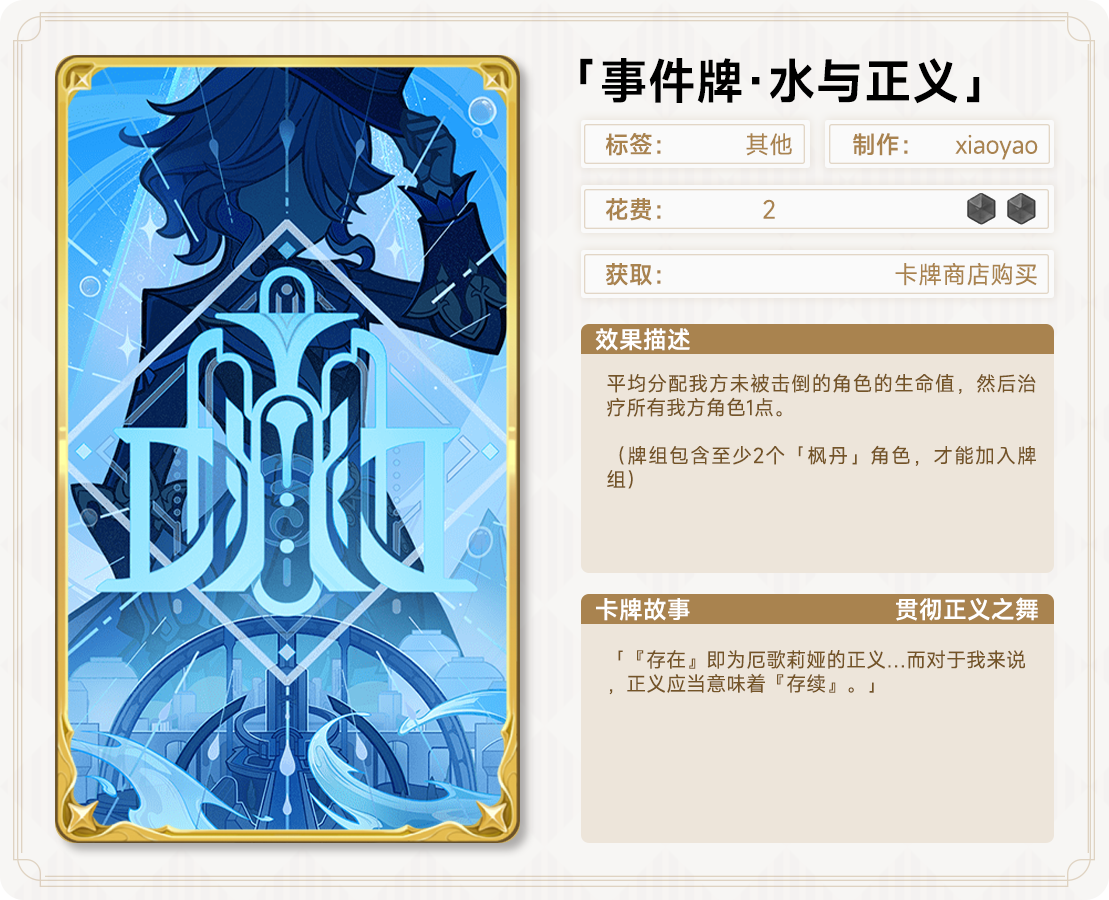 「事件牌·水与正义」
标签： 其他 制作： xiaoyao
花费： 2
获取： 卡牌商店购买
效果描述
平均分配我方未被击倒的角色的生命值，然后治
疗所有我方角色1点。
（牌组包含至少2个「枫丹」角色，才能加入牌
组）
卡牌故事 贯彻正义之舞
「『存在』即为厄歌莉娅的正义...而对于我来说
，正义应当意味着『存续』。」